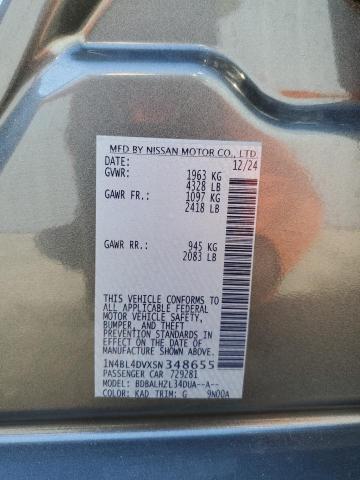 MFD BY NISSAN MOTOR CO., LTD.
DATE: 12/24
GVWR: 1963 KG
4328 LB
GAWR FR.: 1097 KG
2418 LB
GAWR RR.: 945 KG
2083 LB
THIS VEHICLE CONFORMS TO
ALL APPLICABLE FEDERAL
MOTOR VEHICLE SAFETY,
BUMPER, AND THEFT
PREVENTION STANDARDS
IN EFFECT ON THE DATE OF
MANUFACTURE SHOWN ABOVE.
1N4BL4DVXSN348655
PASSENGER CAR 729281
MODEL: BDBALHZL34DUA--A--
COLOR: KAD TRIM: G 9N00A